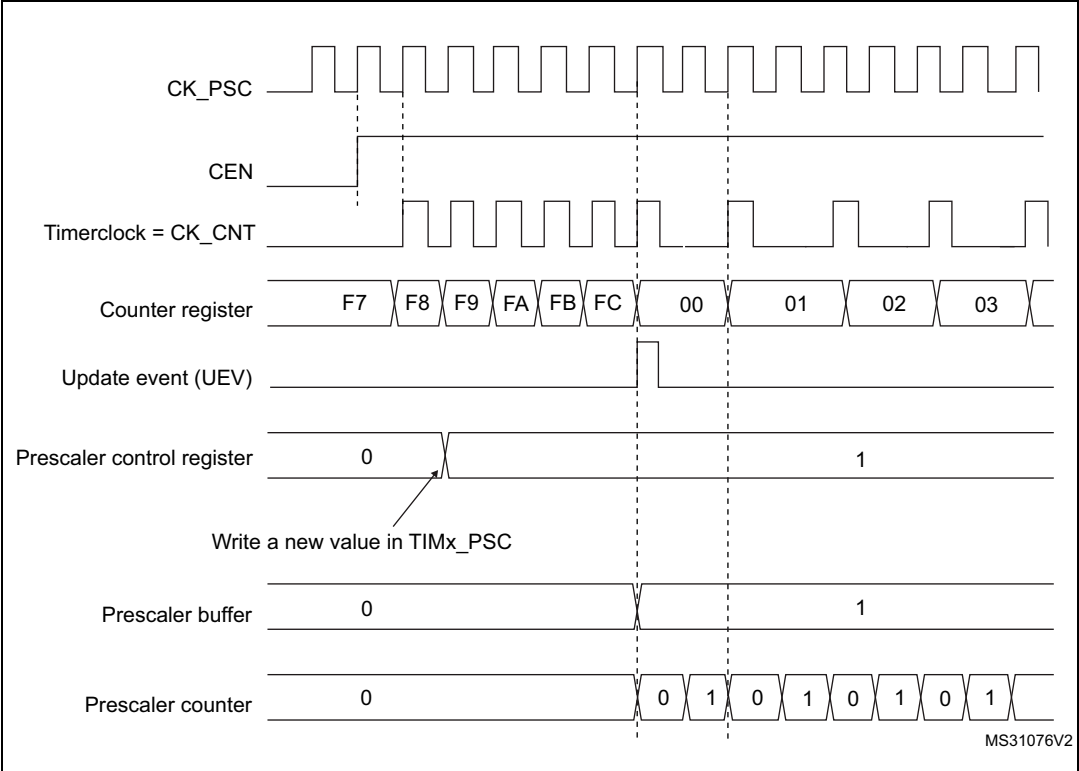 CK_PSC
CEN
Timerclock = CK_CNT
Counter register F7 F8 F9 FA FB FC 00 01 02 03
Update event (UEV)
Prescaler control register 0 1
Write a new value in TIMx_PSC
Prescaler buffer 0 1
Prescaler counter 0 0 1 0 1 0 1 0 1
MS31076V2